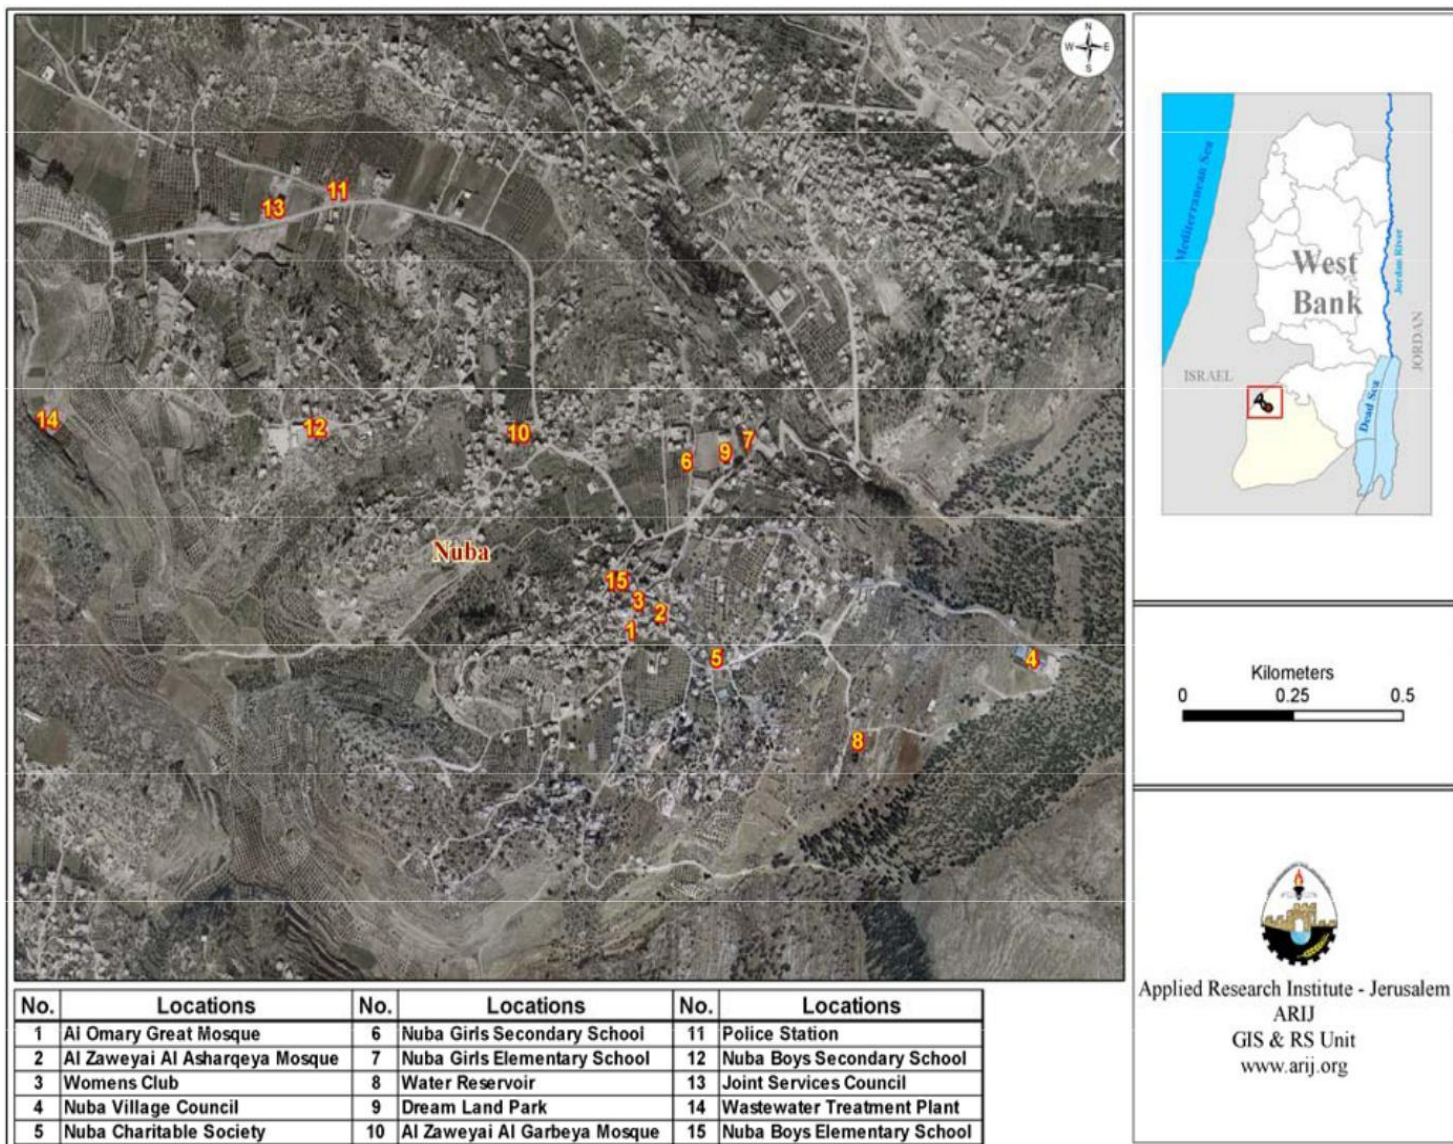 N
W E
S
11
13
14
12
10
7
9
6
Nuba
15
3
2
1
5
4
8
Mediterranean Sea
West
Bank
Jordan River
JORDAN
ISRAEL
Dead Sea
Kilometers
0 0.25 0.5
Applied Research Institute - Jerusalem
ARIJ
GIS & RS Unit
www.arij.org
No. Locations No. Locations No. Locations
1 Al Omary Great Mosque 6 Nuba Girls Secondary School 11 Police Station
2 Al Zaweyai Al Asharqeya Mosque 7 Nuba Girls Elementary School 12 Nuba Boys Secondary School
3 Womens Club 8 Water Reservoir 13 Joint Services Council
4 Nuba Village Council 9 Dream Land Park 14 Wastewater Treatment Plant
5 Nuba Charitable Society 10 Al Zaweyai Al Garbeya Mosque 15 Nuba Boys Elementary School